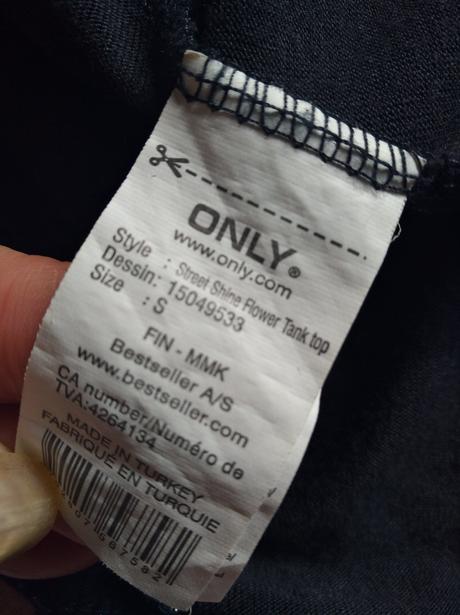 ONLY®
www.only.com
Style : Street Shine Flower Tank top
Dessin: 15049533
Size : S
FIN - MMK
Bestseller A/S
www.bestseller.com
CA number/Numéro de
TVA:4264134
MADE IN TURKEY
FABRIQUÉ EN TURQUIE